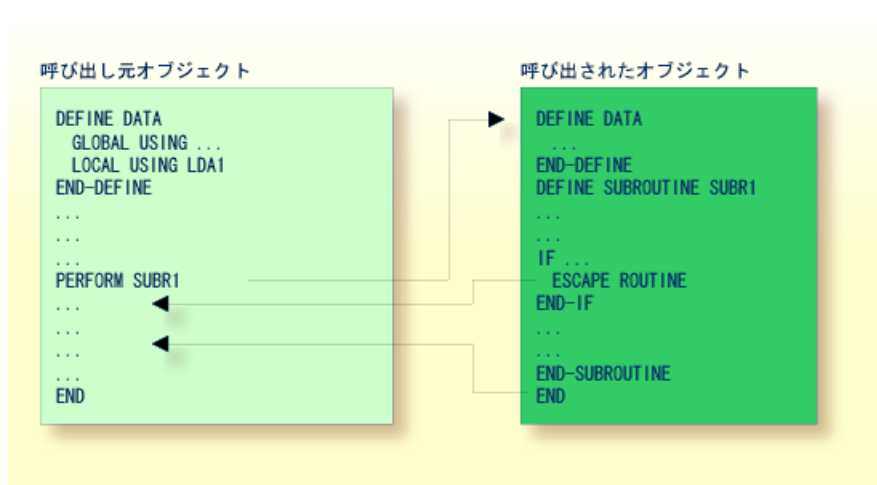 呼び出し元オブジェクト
DEFINE DATA
GLOBAL USING ...
LOCAL USING LDA1
END-DEFINE
...
...
...
PERFORM SUBR1
...
...
...
...
END
呼び出されたオブジェクト
DEFINE DATA
...
END-DEFINE
DEFINE SUBROUTINE SUBR1
...
...
IF ...
ESCAPE ROUTINE
END-IF
...
...
END-SUBROUTINE
END